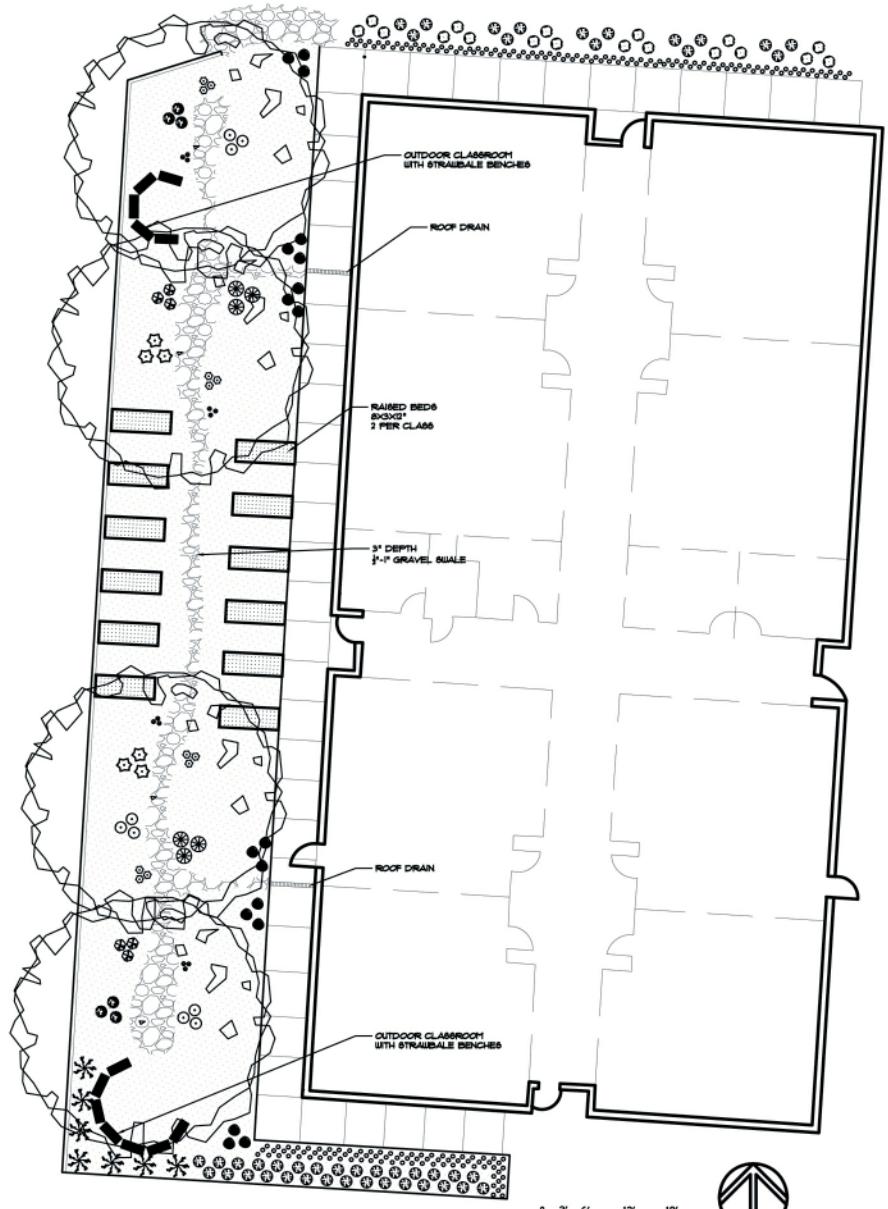 OUTDOOR CLASSROOM
WITH STRAWBALE BENCHES
ROOF DRAIN
RAISED BEDS
8X3X12"
2 PER CLASS
3" DEPTH
GRAVEL SWALE
ROOF DRAIN
OUTDOOR CLASSROOM
WITH STRAWBALE BENCHES